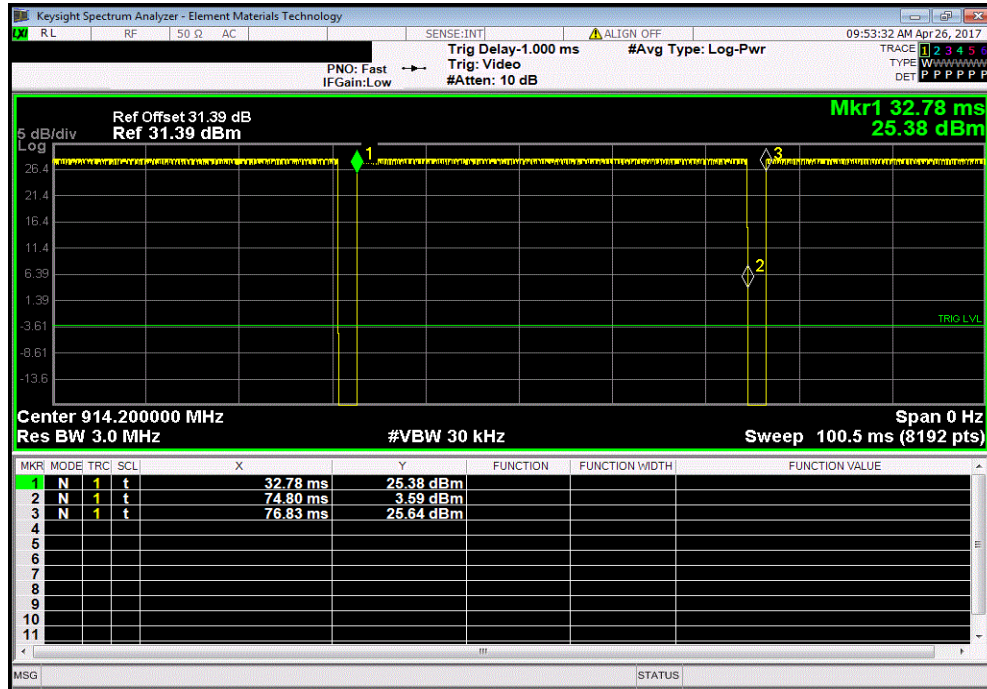 Keysight Spectrum Analyzer - Element Materials Technology
LXI RL RF 50 Ω AC SENSE:INT ALIGN OFF 09:53:32 AM Apr 26, 2017
Trig Delay-1.000 ms #Avg Type: Log-Pwr TRACE 1 2 3 4 5 6
PNO: Fast Trig: Video TYPE WWWWWW
IFGain:Low #Atten: 10 dB DET P P P P P P
Mkr1 32.78 ms
25.38 dBm
Ref Offset 31.39 dB
5 dB/div Ref 31.39 dBm
Log
1
3
26.4
21.4
16.4
11.4
6.39
2
1.39
-3.61
TRIG LVL
-8.61
-13.6
Center 914.200000 MHz Span 0 Hz
Res BW 3.0 MHz #VBW 30 kHz Sweep 100.5 ms (8192 pts)
MKR MODE TRC SCL X Y FUNCTION FUNCTION WIDTH FUNCTION VALUE
1 N 1 t 32.78 ms 25.38 dBm
2 N 1 t 74.80 ms 3.59 dBm
3 N 1 t 76.83 ms 25.64 dBm
4
5
6
7
8
9
10
11
MSG STATUS